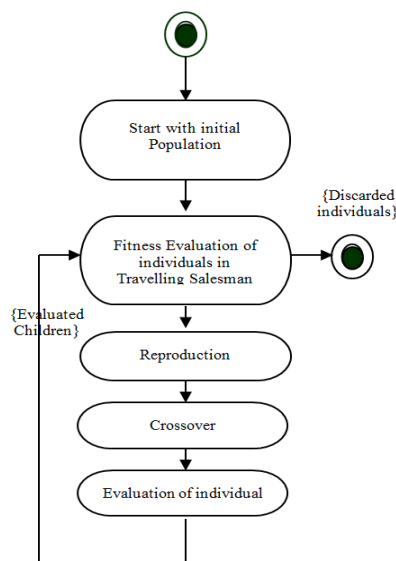 Start with initial
Population
{Discarded
individuals}
Fitness Evaluation of
individuals in
Travelling Salesman
{Evaluated
Children}
Reproduction
Crossover
Evaluation of individual